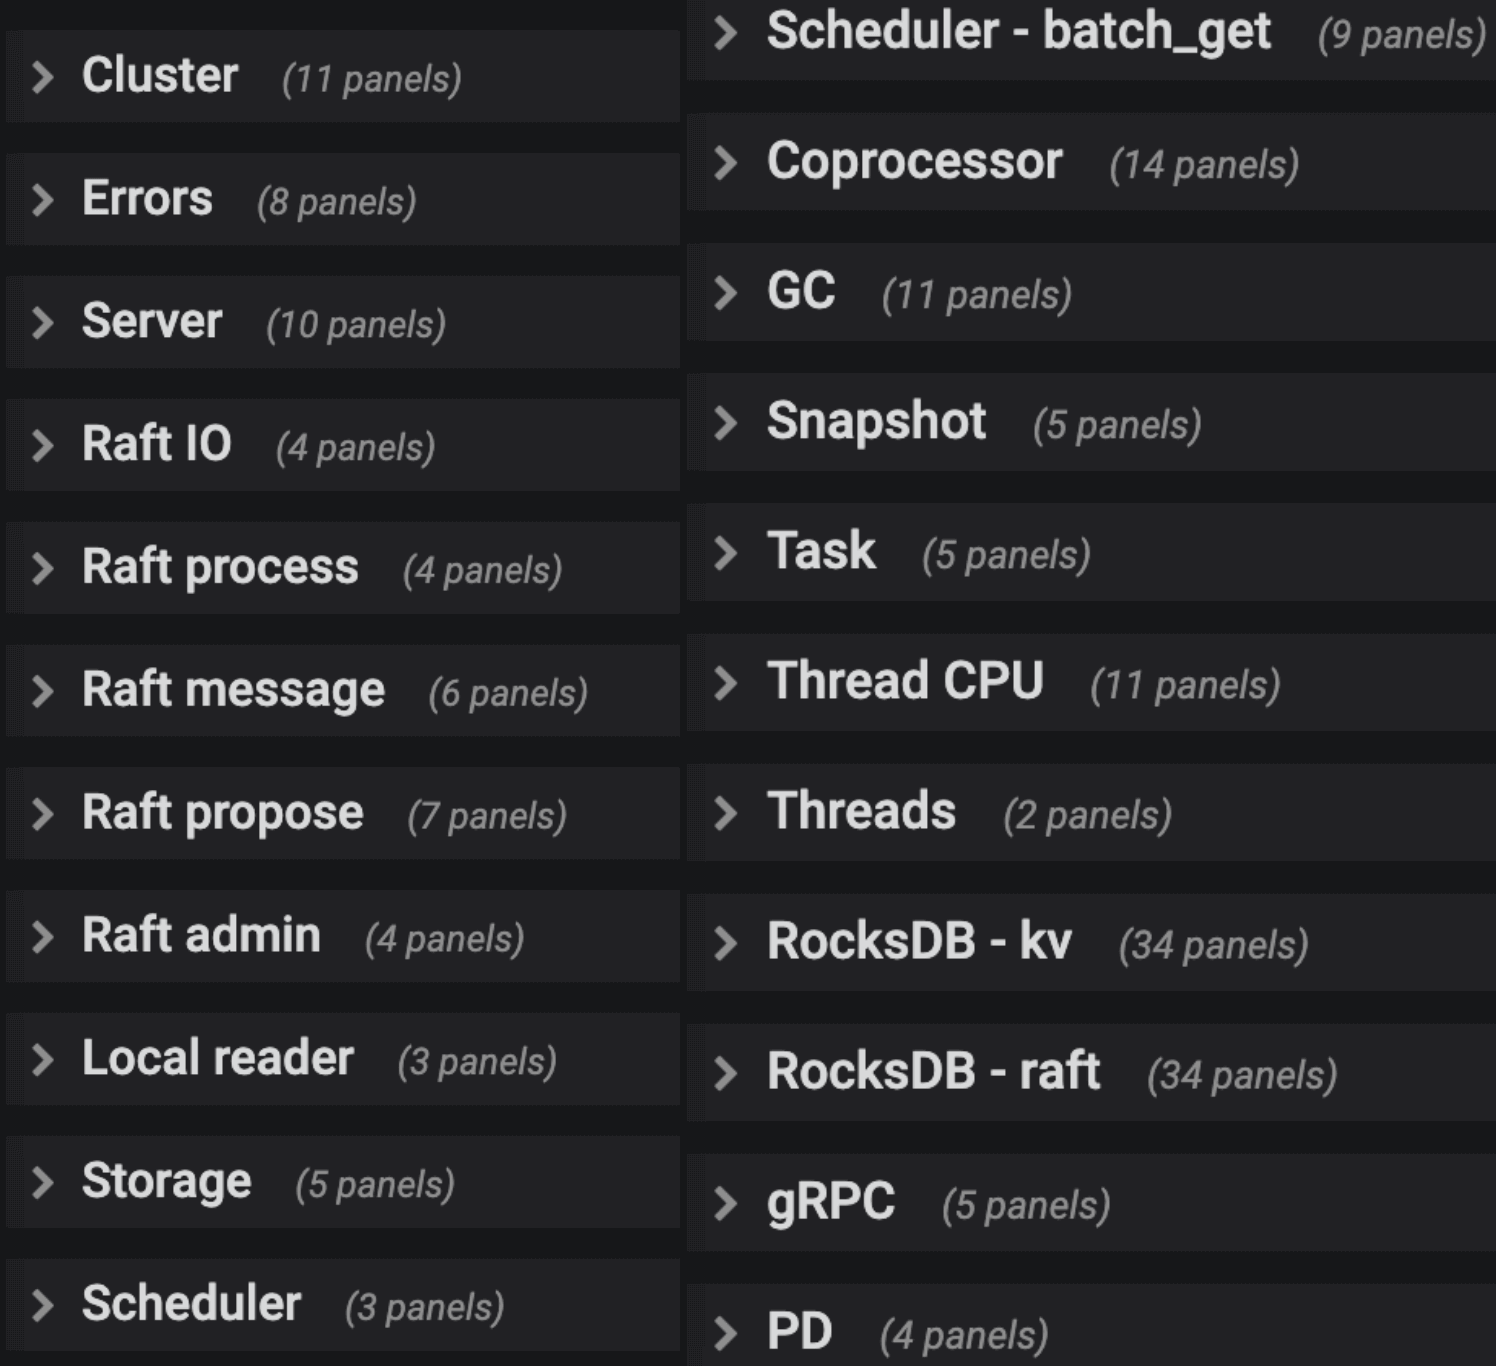 Cluster (11 panels)
Errors (8 panels)
Server (10 panels)
Raft IO (4 panels)
Raft process (4 panels)
Raft message (6 panels)
Raft propose (7 panels)
Raft admin (4 panels)
Local reader (3 panels)
Storage (5 panels)
Scheduler (3 panels)
Scheduler - batch_get (9 panels)
Coprocessor (14 panels)
GC (11 panels)
Snapshot (5 panels)
Task (5 panels)
Thread CPU (11 panels)
Threads (2 panels)
RocksDB - kv (34 panels)
RocksDB - raft (34 panels)
gRPC (5 panels)
PD (4 panels)